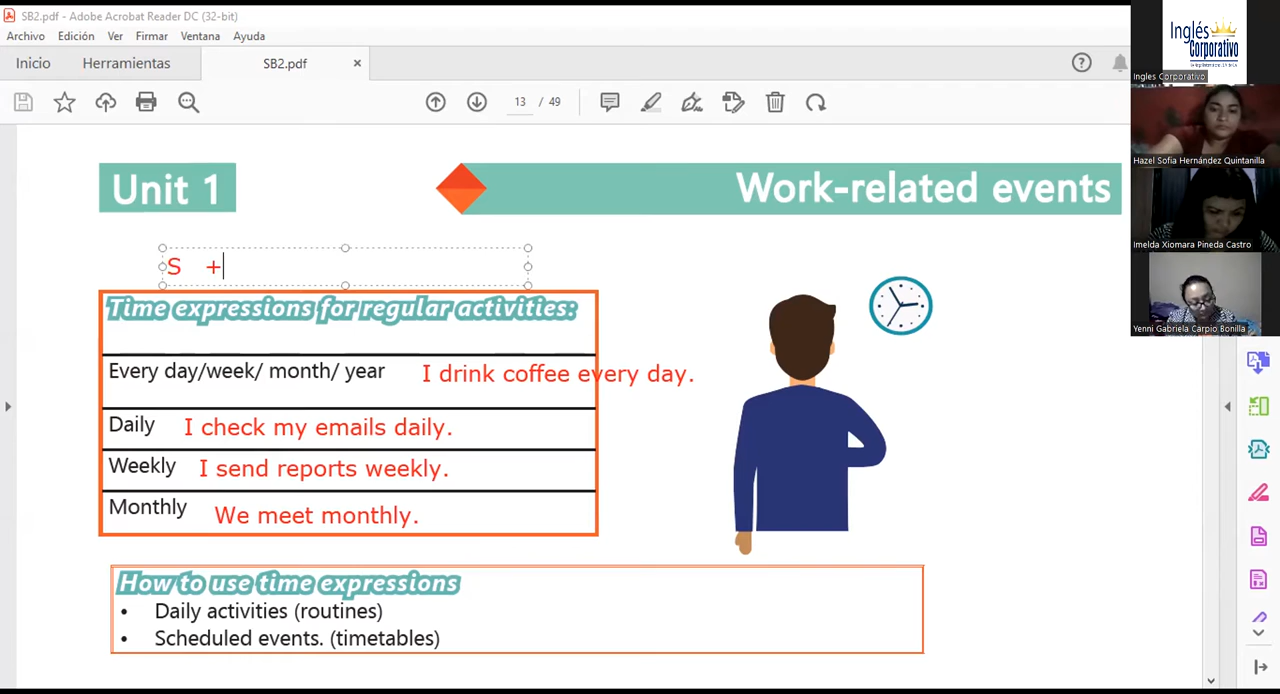 SB2.pdf - Adobe Acrobat Reader DC (32-bit)
Archivo Edición Ver Firmar Ventana Ayuda
Inicio Herramientas SB2.pdf ×
13 / 49
Unit 1
Work-related events
S +
Time expressions for regular activities:
Every day/week/ month/ year I drink coffee every day.
Daily I check my emails daily.
Weekly I send reports weekly.
Monthly We meet monthly.
How to use time expressions
• Daily activities (routines)
• Scheduled events. (timetables)
Inglés
Corporativo
Ingles Corporativo
Hazel Sofia Hernández Quintanilla
Imelda Xiomara Pineda Castro
Yenni Gabriela Carpio Bonilla